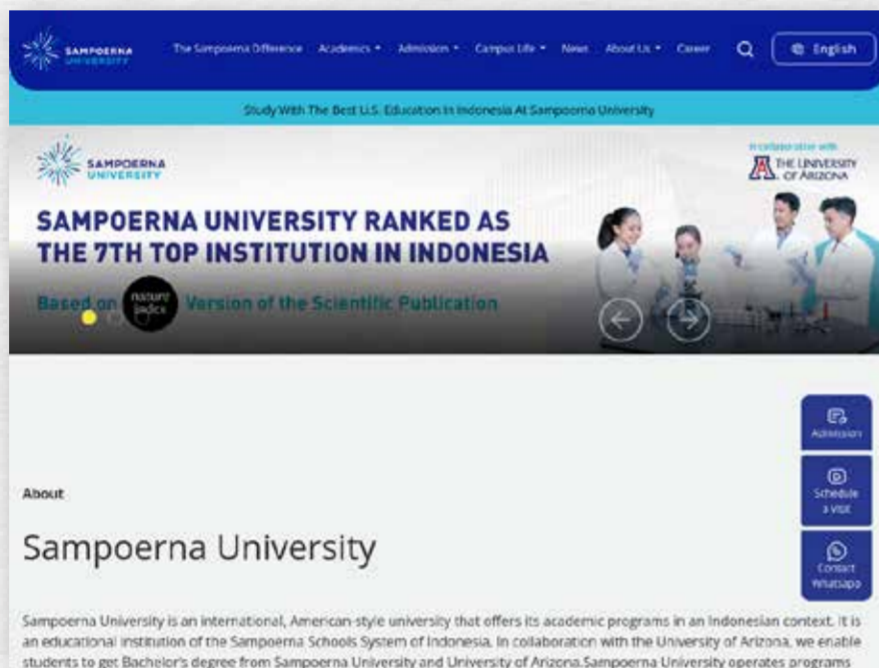 SAMPOERNA
UNIVERSITY
The Sampoerna Difference Academics Admission Campus Life News About Us Career English
Study With The Best U.S. Education In Indonesia At Sampoerna University
SAMPOERNA
UNIVERSITY
In collaboration with
THE UNIVERSITY
OF ARIZONA
SAMPOERNA UNIVERSITY RANKED AS
THE 7TH TOP INSTITUTION IN INDONESIA
Based on nature index Version of the Scientific Publication
Admission
Schedule
a visit
Contact
Whatsapp
About
Sampoerna University
Sampoerna University is an international, American-style university that offers its academic programs in an Indonesian context. It is
an educational institution of the Sampoerna Schools System of Indonesia. In collaboration with the University of Arizona, we enable
students to get Bachelor's degree from Sampoerna University and University of Arizona.Sampoerna University operates programs